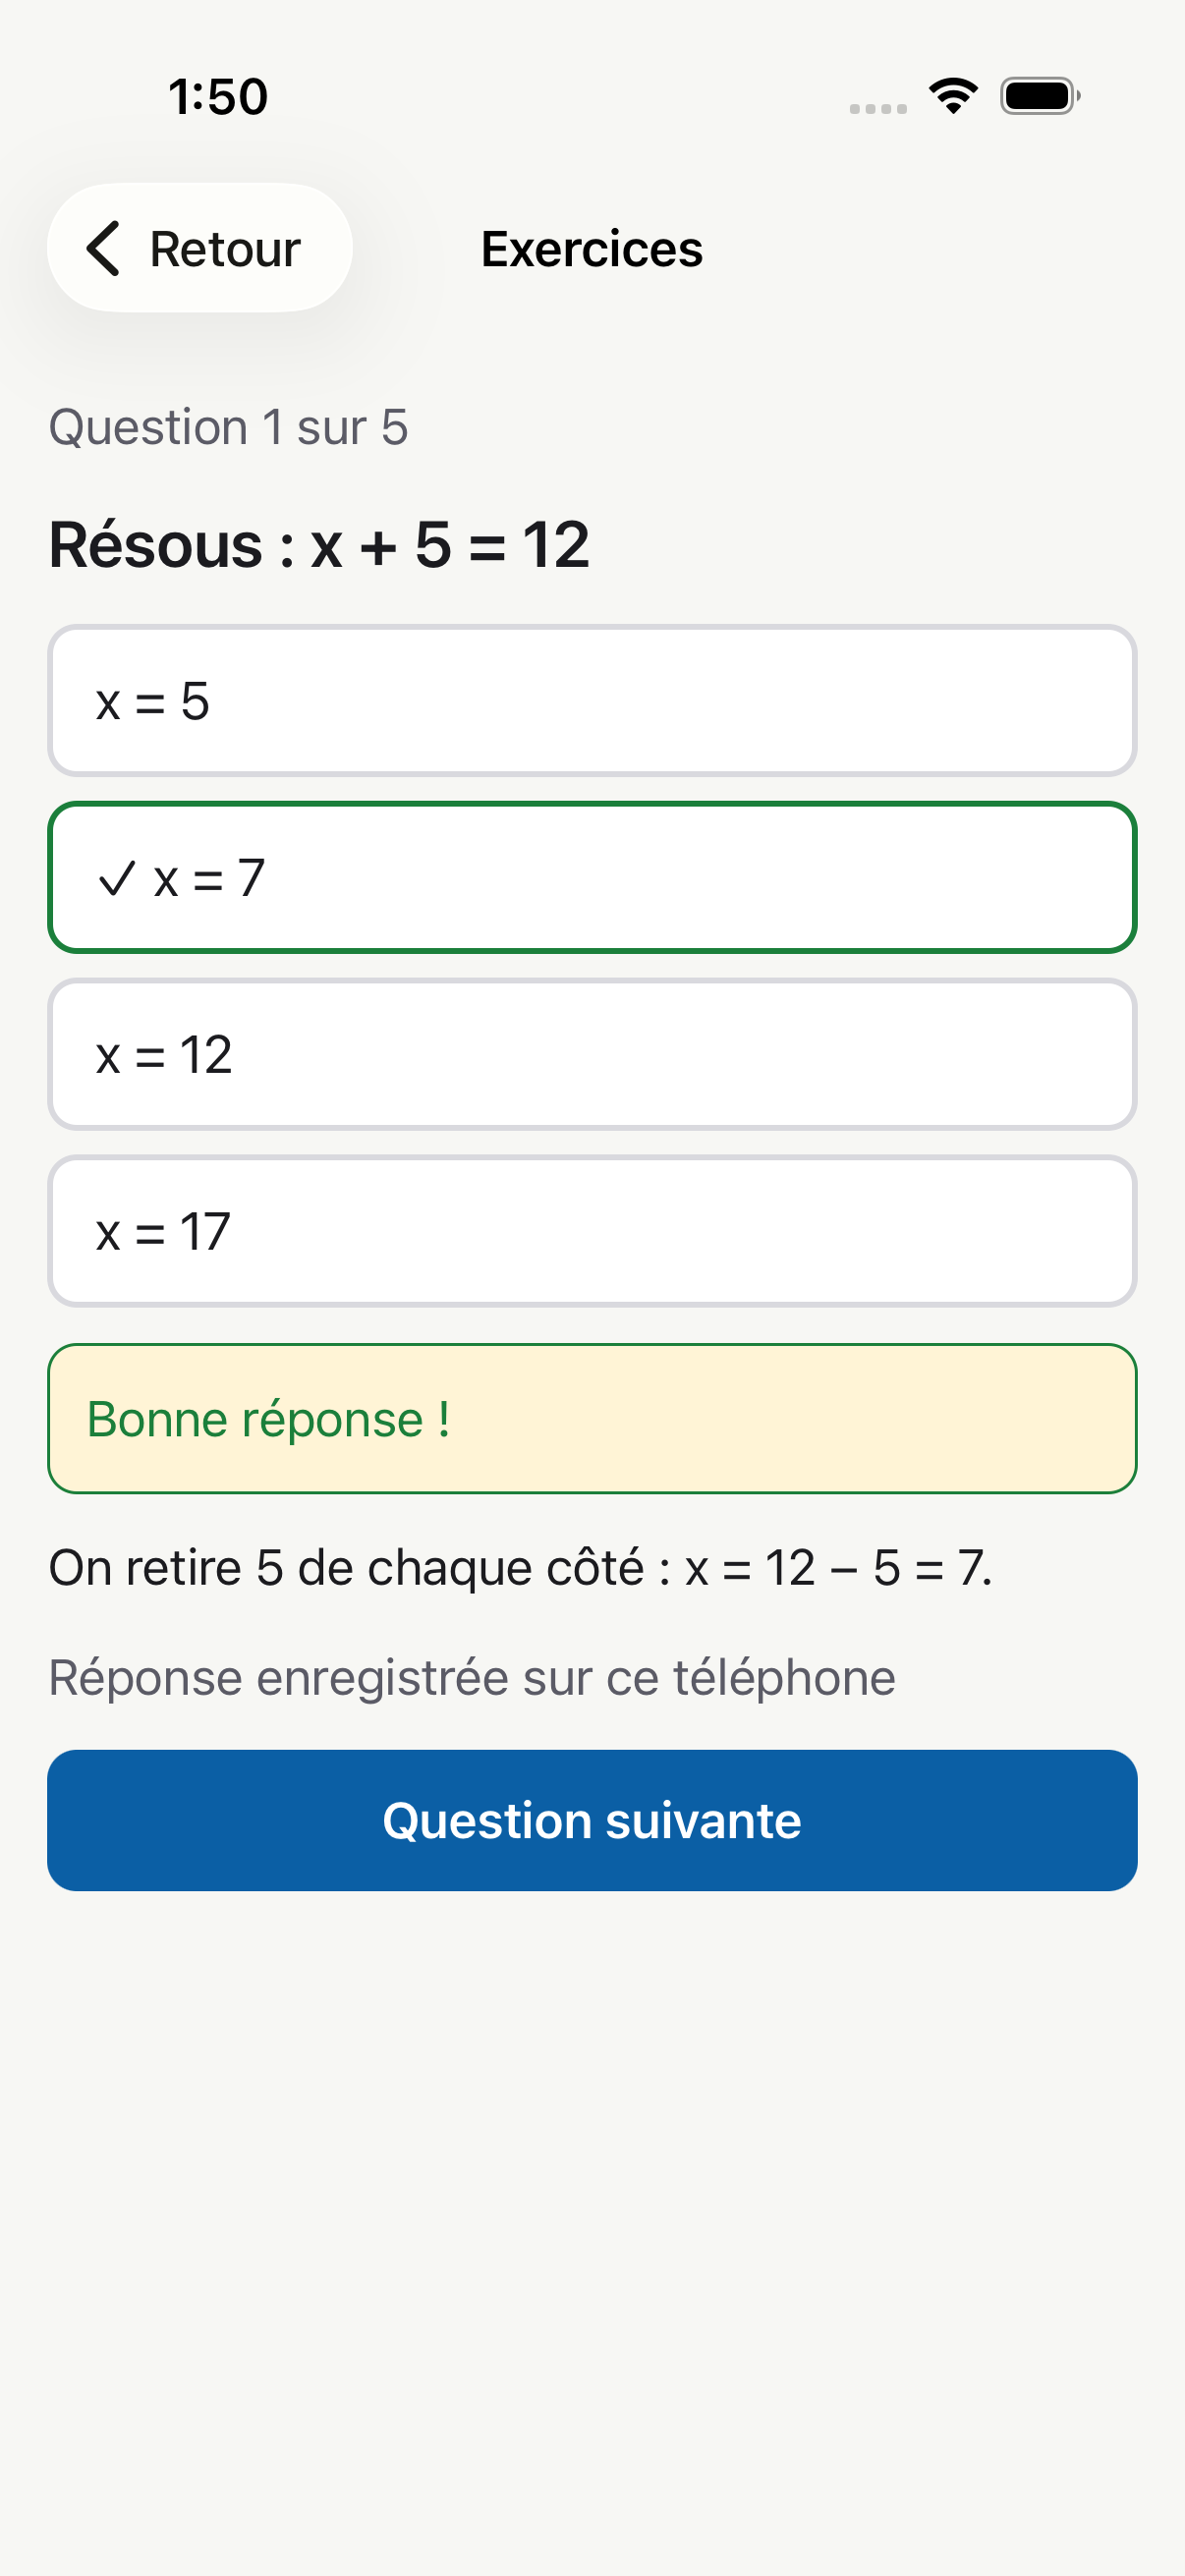 1:50
Retour
Exercices
Question 1 sur 5
Résous : x + 5 = 12
x = 5
✓ x = 7
x = 12
x = 17
Bonne réponse !
On retire 5 de chaque côté : x = 12 − 5 = 7.
Réponse enregistrée sur ce téléphone
Question suivante